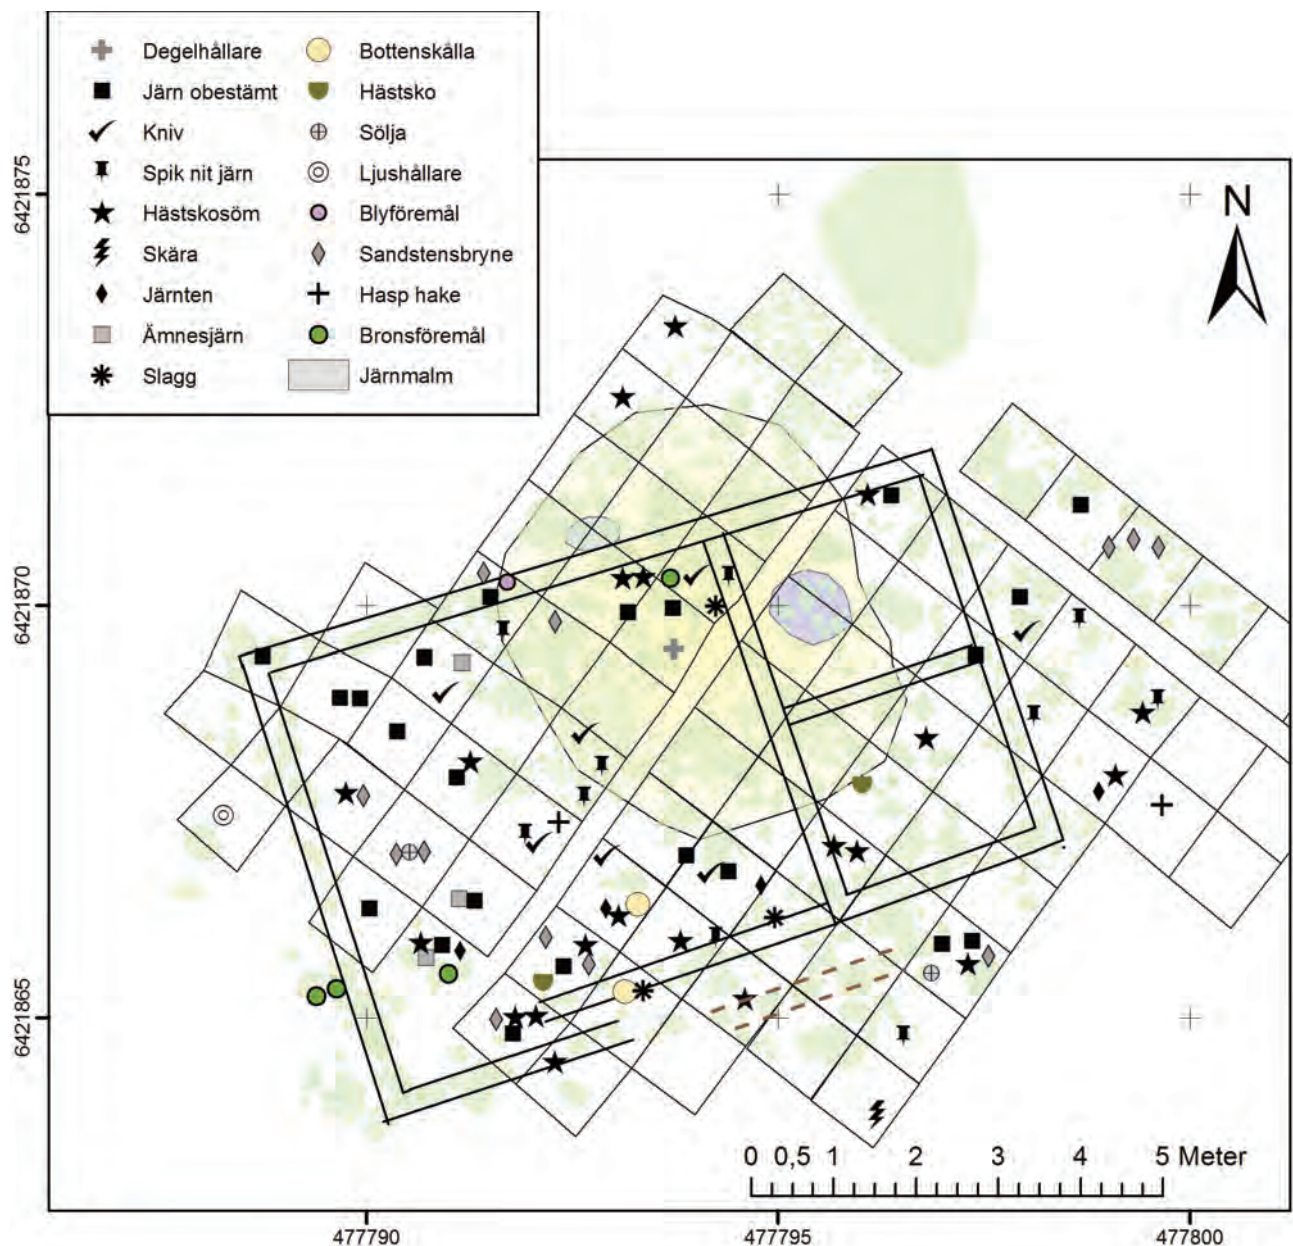 Degelhållare
Järn obestämt
Kniv
Spik nit järn
Hästskosöm
Skära
Järnten
Ämnesjärn
Slagg
Bottenskålla
Hästsko
Sölja
Ljushållare
Blyföremål
Sandstensbryne
Hasp hake
Bronsföremål
Järnmalm
N
6421875
6421870
6421865
0 0,5 1 2 3 4 5 Meter
477790 477795 477800